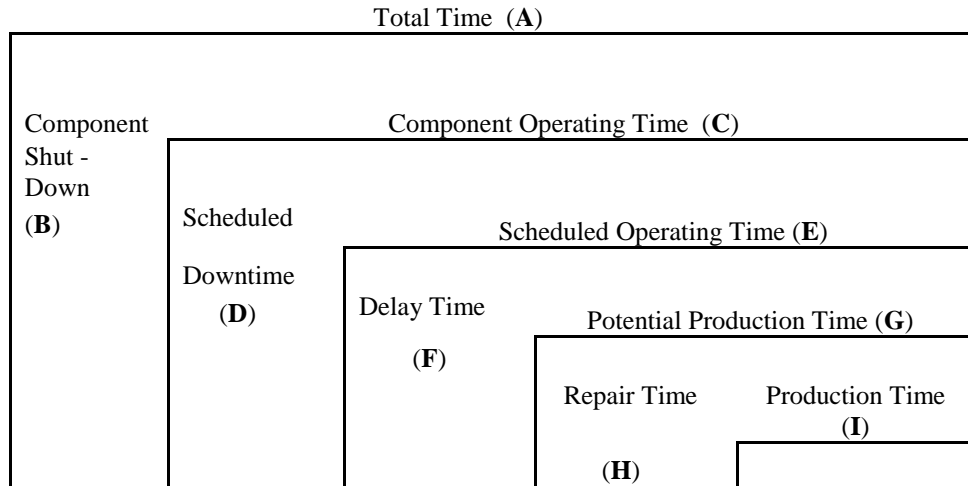 Total Time (A)
Component
Shut -
Down
(B)
Component Operating Time (C)
Scheduled
Downtime
(D)
Scheduled Operating Time (E)
Delay Time
(F)
Potential Production Time (G)
Repair Time
(H)
Production Time
(I)